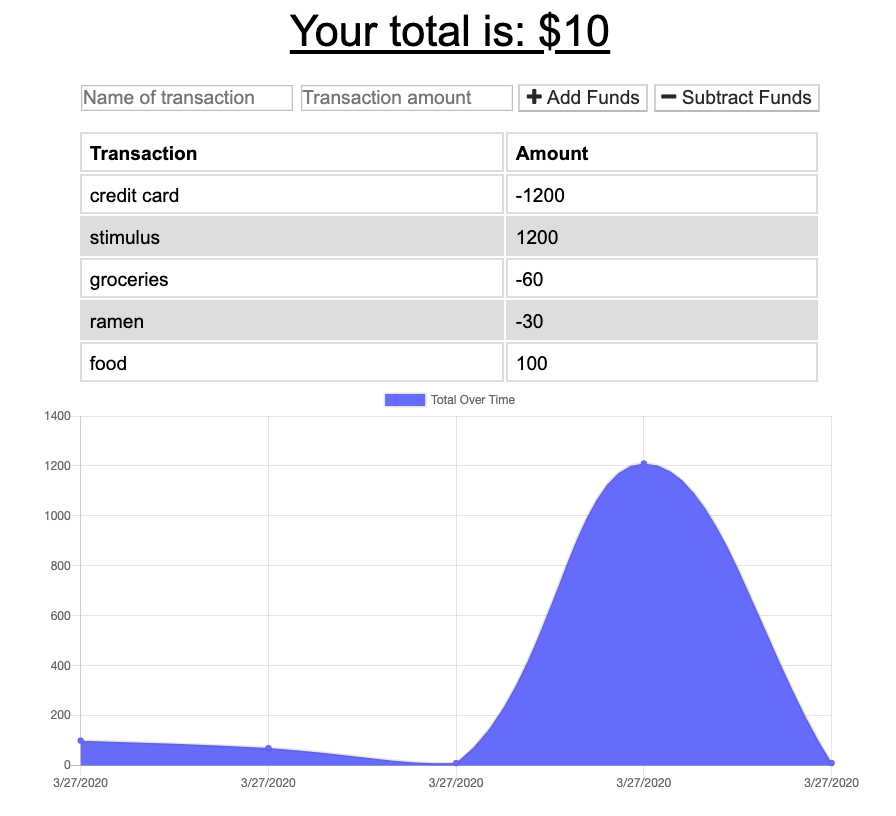 Your total is: $10
Name of transaction Transaction amount + Add Funds − Subtract Funds
Transaction Amount
credit card -1200
stimulus 1200
groceries -60
ramen -30
food 100
Total Over Time
1400
1200
1000
800
600
400
200
0
3/27/2020 3/27/2020 3/27/2020 3/27/2020 3/27/2020